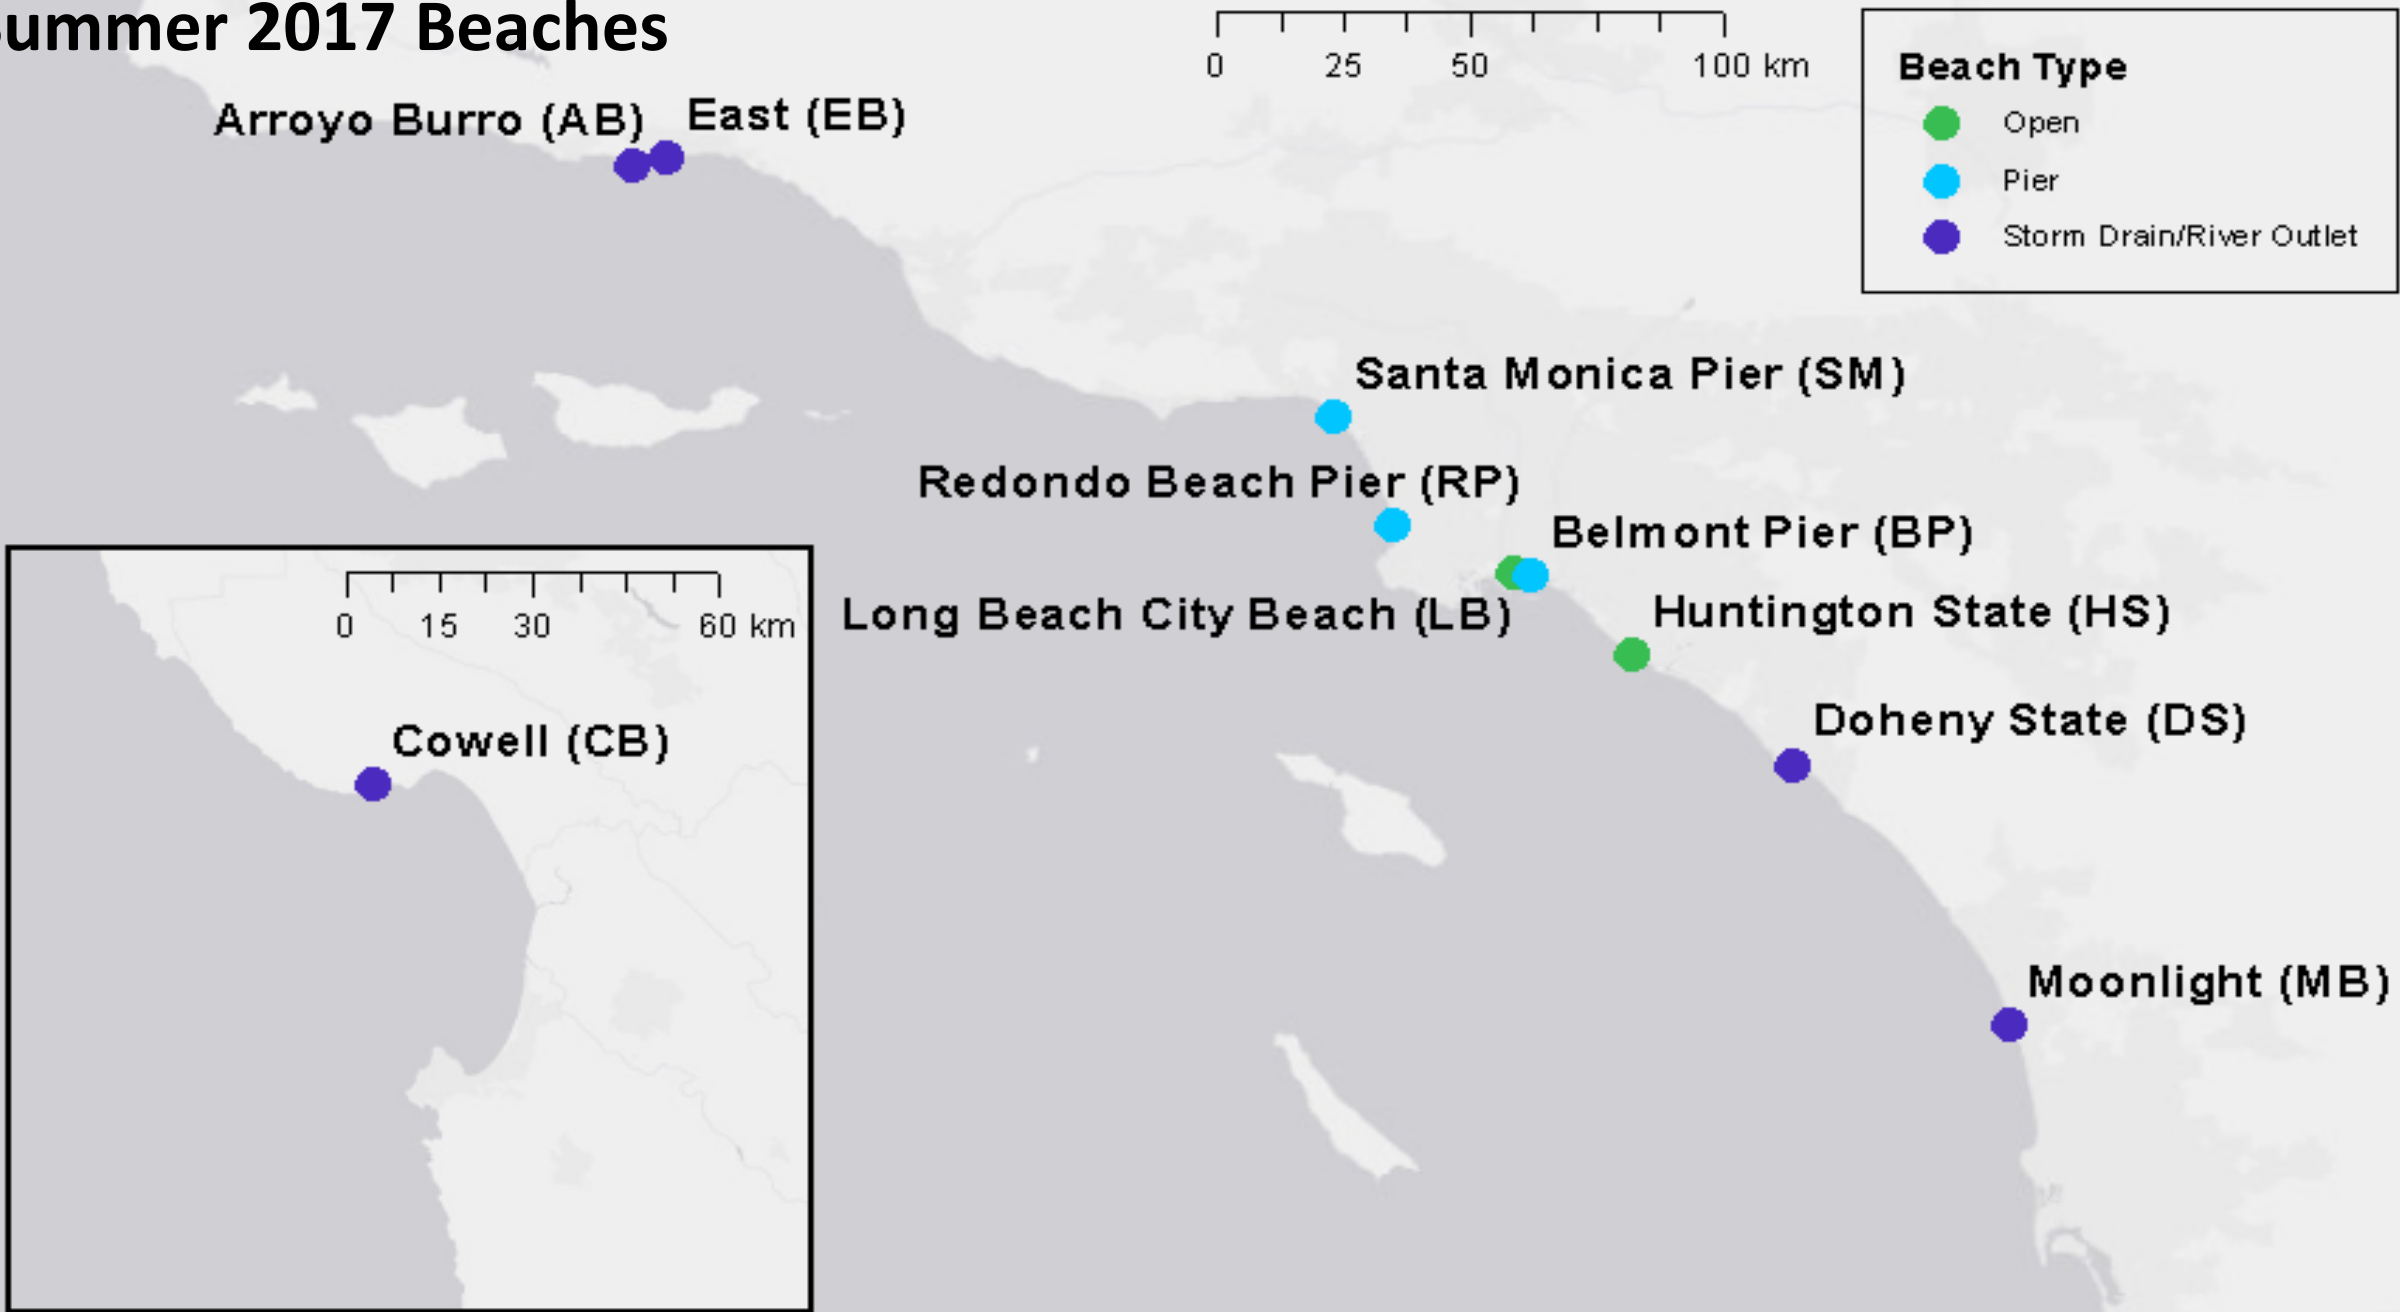 ummer 2017 Beaches
0 25 50 100 km
Beach Type
Open
Pier
Storm Drain/River Outlet
Arroyo Burro (AB)
East (EB)
Santa Monica Pier (SM)
Redondo Beach Pier (RP)
Belmont Pier (BP)
Long Beach City Beach (LB)
Huntington State (HS)
Doheny State (DS)
Moonlight (MB)
0 15 30 60 km
Cowell (CB)